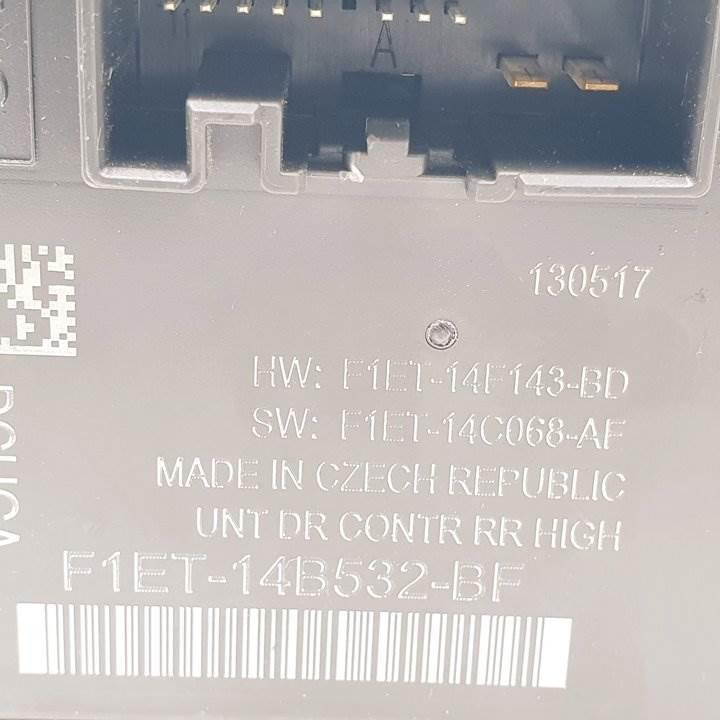 A
130517
HW: F1ET-14F143-BD
SW: F1ET-14C068-AF
MADE IN CZECH REPUBLIC
UNT DR CONTR RR HIGH
F1ET-14B532-BF